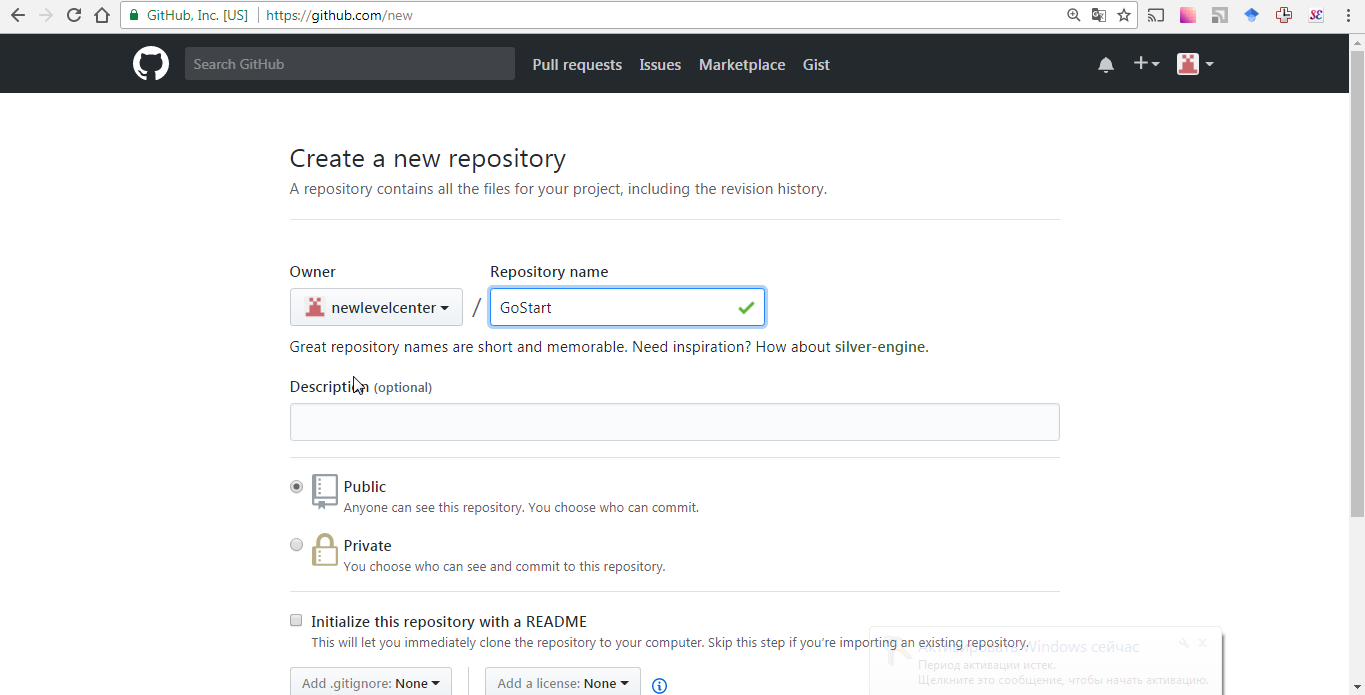 GitHub, Inc. [US] https://github.com/new
Search GitHub Pull requests Issues Marketplace Gist
Create a new repository
A repository contains all the files for your project, including the revision history.
Owner Repository name
newlevelcenter / GoStart
Great repository names are short and memorable. Need inspiration? How about silver-engine.
Description (optional)
Public
Anyone can see this repository. You choose who can commit.
Private
You choose who can see and commit to this repository.
Initialize this repository with a README
This will let you immediately clone the repository to your computer. Skip this step if you’re importing an existing repository.
Активировать Windows сейчас
Период активации истек.
Щелкните это сообщение, чтобы начать активацию.
Add .gitignore: None Add a license: None